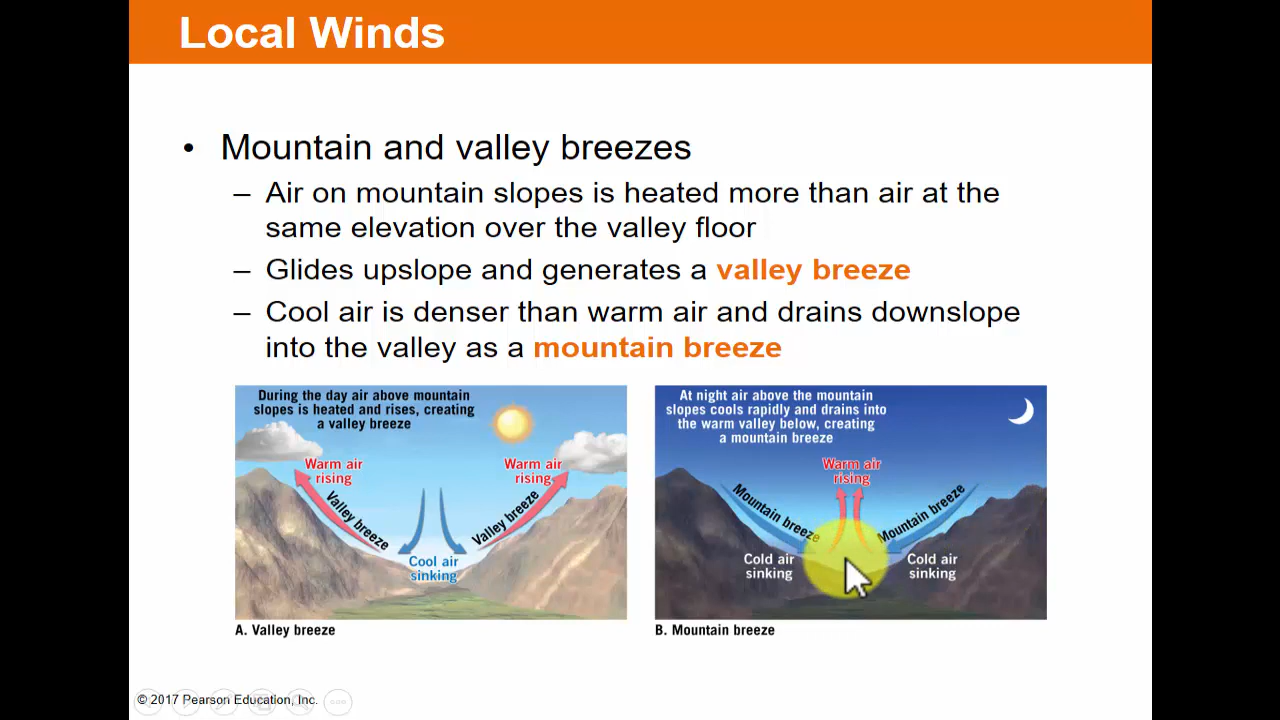 Local Winds
• Mountain and valley breezes
– Air on mountain slopes is heated more than air at the
same elevation over the valley floor
– Glides upslope and generates a valley breeze
– Cool air is denser than warm air and drains downslope
into the valley as a mountain breeze
During the day air above mountain
slopes is heated and rises, creating
a valley breeze
Warm air
rising
Warm air
rising
Valley breeze
Valley breeze
Cool air
sinking
A. Valley breeze
At night air above the mountain
slopes cools rapidly and drains into
the warm valley below, creating
a mountain breeze
Warm air
rising
Mountain breeze
Mountain breeze
Cold air
sinking
Cold air
sinking
B. Mountain breeze
© 2017 Pearson Education, Inc.